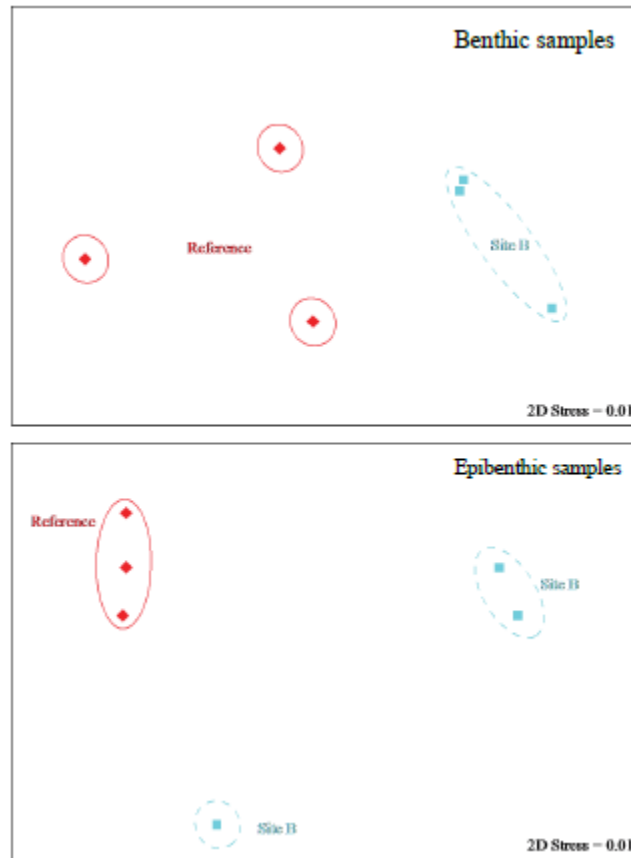 Benthic samples
Reference
Site B
2D Stress = 0.01
Epibenthic samples
Reference
Site B
Site B
2D Stress = 0.01